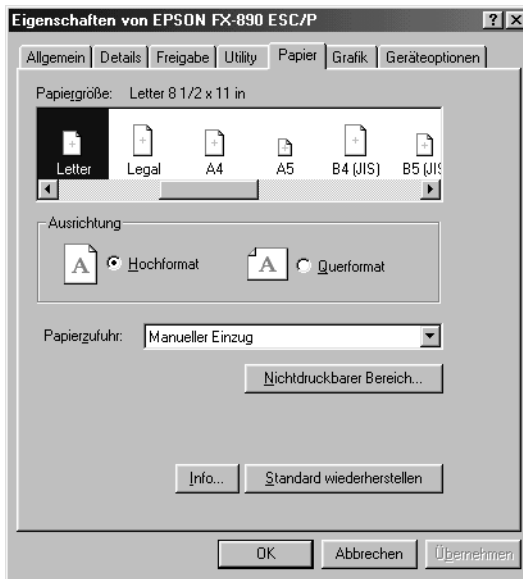 Eigenschaften von EPSON FX-890 ESC/P
Allgemein Details Freigabe Utility Papier Grafik Geräteoptionen
Papiergröße: Letter 8 1/2 x 11 in
Letter Legal A4 A5 B4 (JIS) B5 (JIS
Ausrichtung
A Hochformat A Querformat
Papierzufuhr: Manueller Einzug
Nichtdruckbarer Bereich...
Info... Standard wiederherstellen
OK Abbrechen Übernehmen